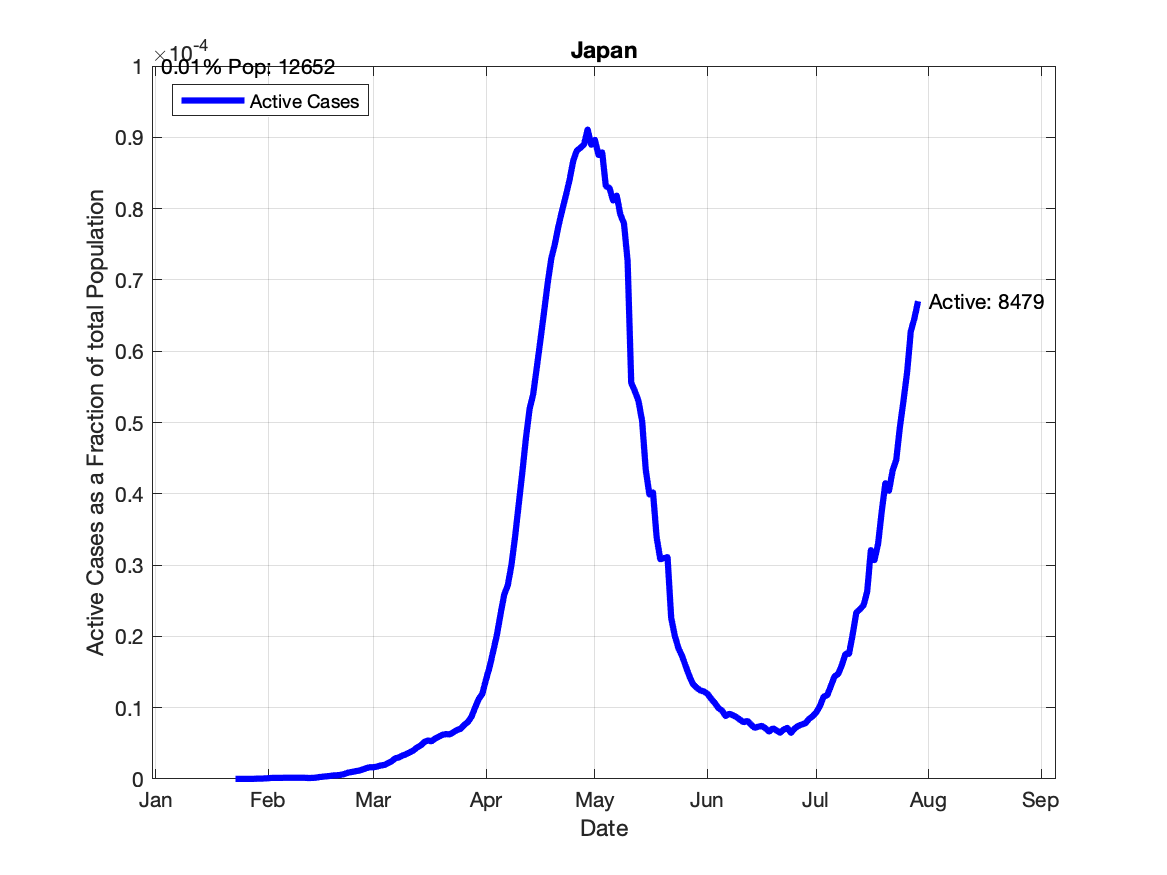 Japan
×10-4
0.01% Pop: 12652
Active Cases
1
0.9
0.8
0.7
0.6
0.5
0.4
0.3
0.2
0.1
0
Active Cases as a Fraction of total Population
Active: 8479
Jan Feb Mar Apr May Jun Jul Aug Sep
Date